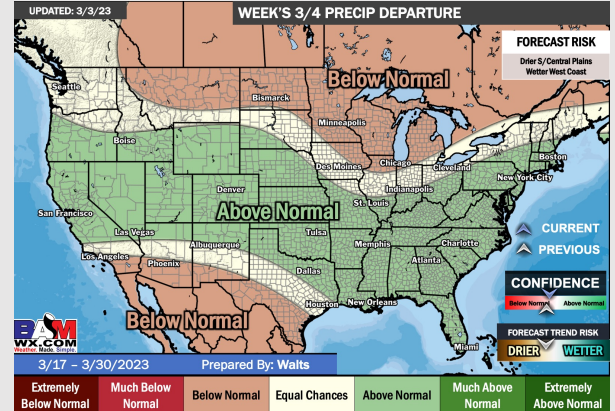 UPDATED: 3/3/23
WEEK'S 3/4 PRECIP DEPARTURE
FORECAST RISK
Drier S/Central Plains
Wetter West Coast
Below Normal
Seattle
Bismarck
Minneapolis
Boise
Boston
Chicago
Cleveland
Des Moines
New York City
Indianapolis
Denver
St. Louis
Above Normal
San Francisco
CURRENT
Tulsa
Las Vegas
Memphis
Charlotte
Albuquerque
PREVIOUS
Los Angeles
Phoenix
Atlanta
Dallas
CONFIDENCE
Houston
New Orleans
Below Normal
Above Normal
Below Normal
BAM
WX.COM
Weather. Made. Simple.
FORECAST TREND RISK
DRIER
WETTER
Miami
3/17 – 3/30/2023
Prepared By: Walts
Extremely
Below Normal
Much Below
Normal
Below Normal
Equal Chances
Above Normal
Much Above
Normal
Extremely
Above Normal